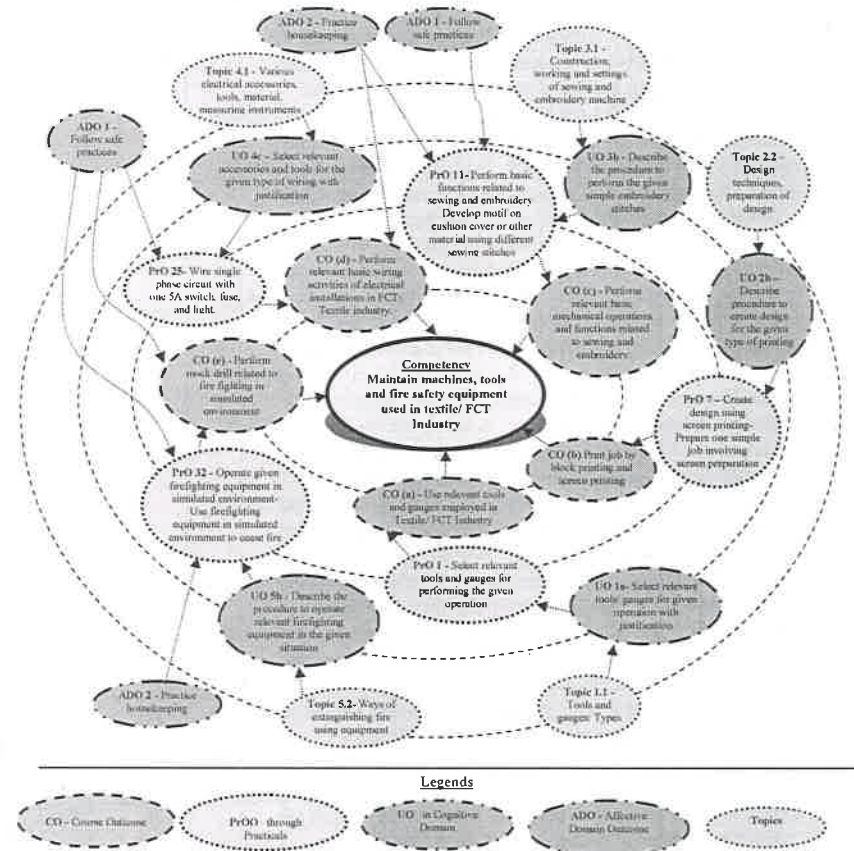 ADO 2 - Practice
housekeeping
ADO 1 - Follow
safe practices
Topic 4.1 - Various
electrical accessories,
tools, material,
measuring instruments
Topic 3.1 -
Construction,
working and settings
of sewing and
embroidery machine
ADO 1 -
Follow safe
practices
UO 4c - Select relevant
accessories and tools for the
given type of wiring with
justification
PrO 11- Perform basic
functions related to
sewing and embroidery
Develop motif on
cushion cover or other
material using different
sewing stitches
UO 3b - Describe
the procedure to
perform the given
simple embroidery
stitches
Topic 2.2 -
Design
techniques,
preparation of
design
PrO 25- Wire single
phase circuit with
one 5A switch, fuse,
and light.
CO (d) - Perform
relevant basic wiring
activities of electrical
installations in FCT/
Textile industry.
CO (c) - Perform
relevant basic
mechanical operations
and functions related
to sewing and
embroidery
UO 2b -
Describe
procedure to
create design
for the given
type of printing
CO (e) - Perform
mock drill related to
fire fighting in
simulated
environment
Competency
Maintain machines, tools
and fire safety equipment
used in textile/ FCT
Industry
PrO 7 - Create
design using
screen printing-
Prepare one simple
job involving
screen preparation
CO (b) Print job by
block printing and
screen printing
PrO 32 - Operate given
firefighting equipment in
simulated environment-
Use firefighting
equipment in simulated
environment to cease fire
CO (a) - Use relevant tools
and gauges employed in
Textile/ FCT Industry
PrO 1 - Select relevant
tools and gauges for
performing the given
operation
UO 5b - Describe the
procedure to operate
relevant firefighting
equipment in the given
situation
UO 1a- Select relevant
tools/ gauges for given
operation with
justification
ADO 2 - Practice
housekeeping
Topic 5.2- Ways of
extinguishing fire
using equipment
Topic 1.1 -
Tools and
gauges: Types
Legends
CO - Course Outcome
PrOO - through
Practicals
UO in Cognitive
Domain
ADO - Affective
Domain Outcome
Topics